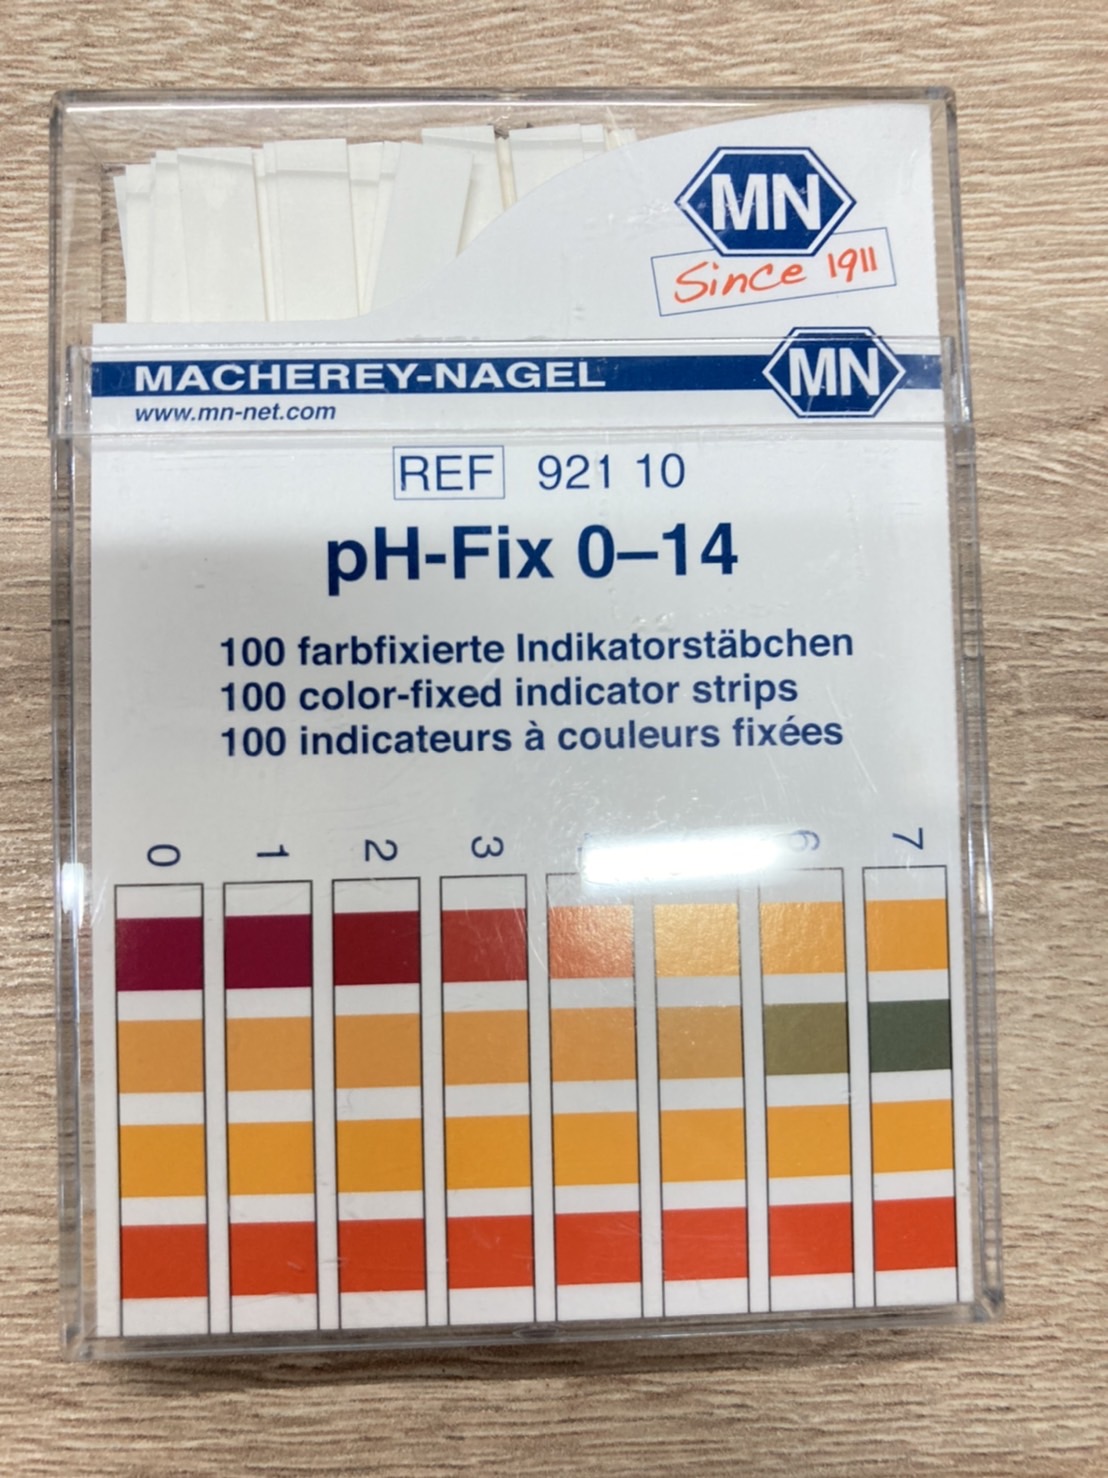 MN
Since 1911
MACHEREY-NAGEL
MN
www.mn-net.com
REF 921 10
pH-Fix 0–14
100 farbfixierte Indikatorstäbchen
100 color-fixed indicator strips
100 indicateurs à couleurs fixées
0 1 2 3 6 7